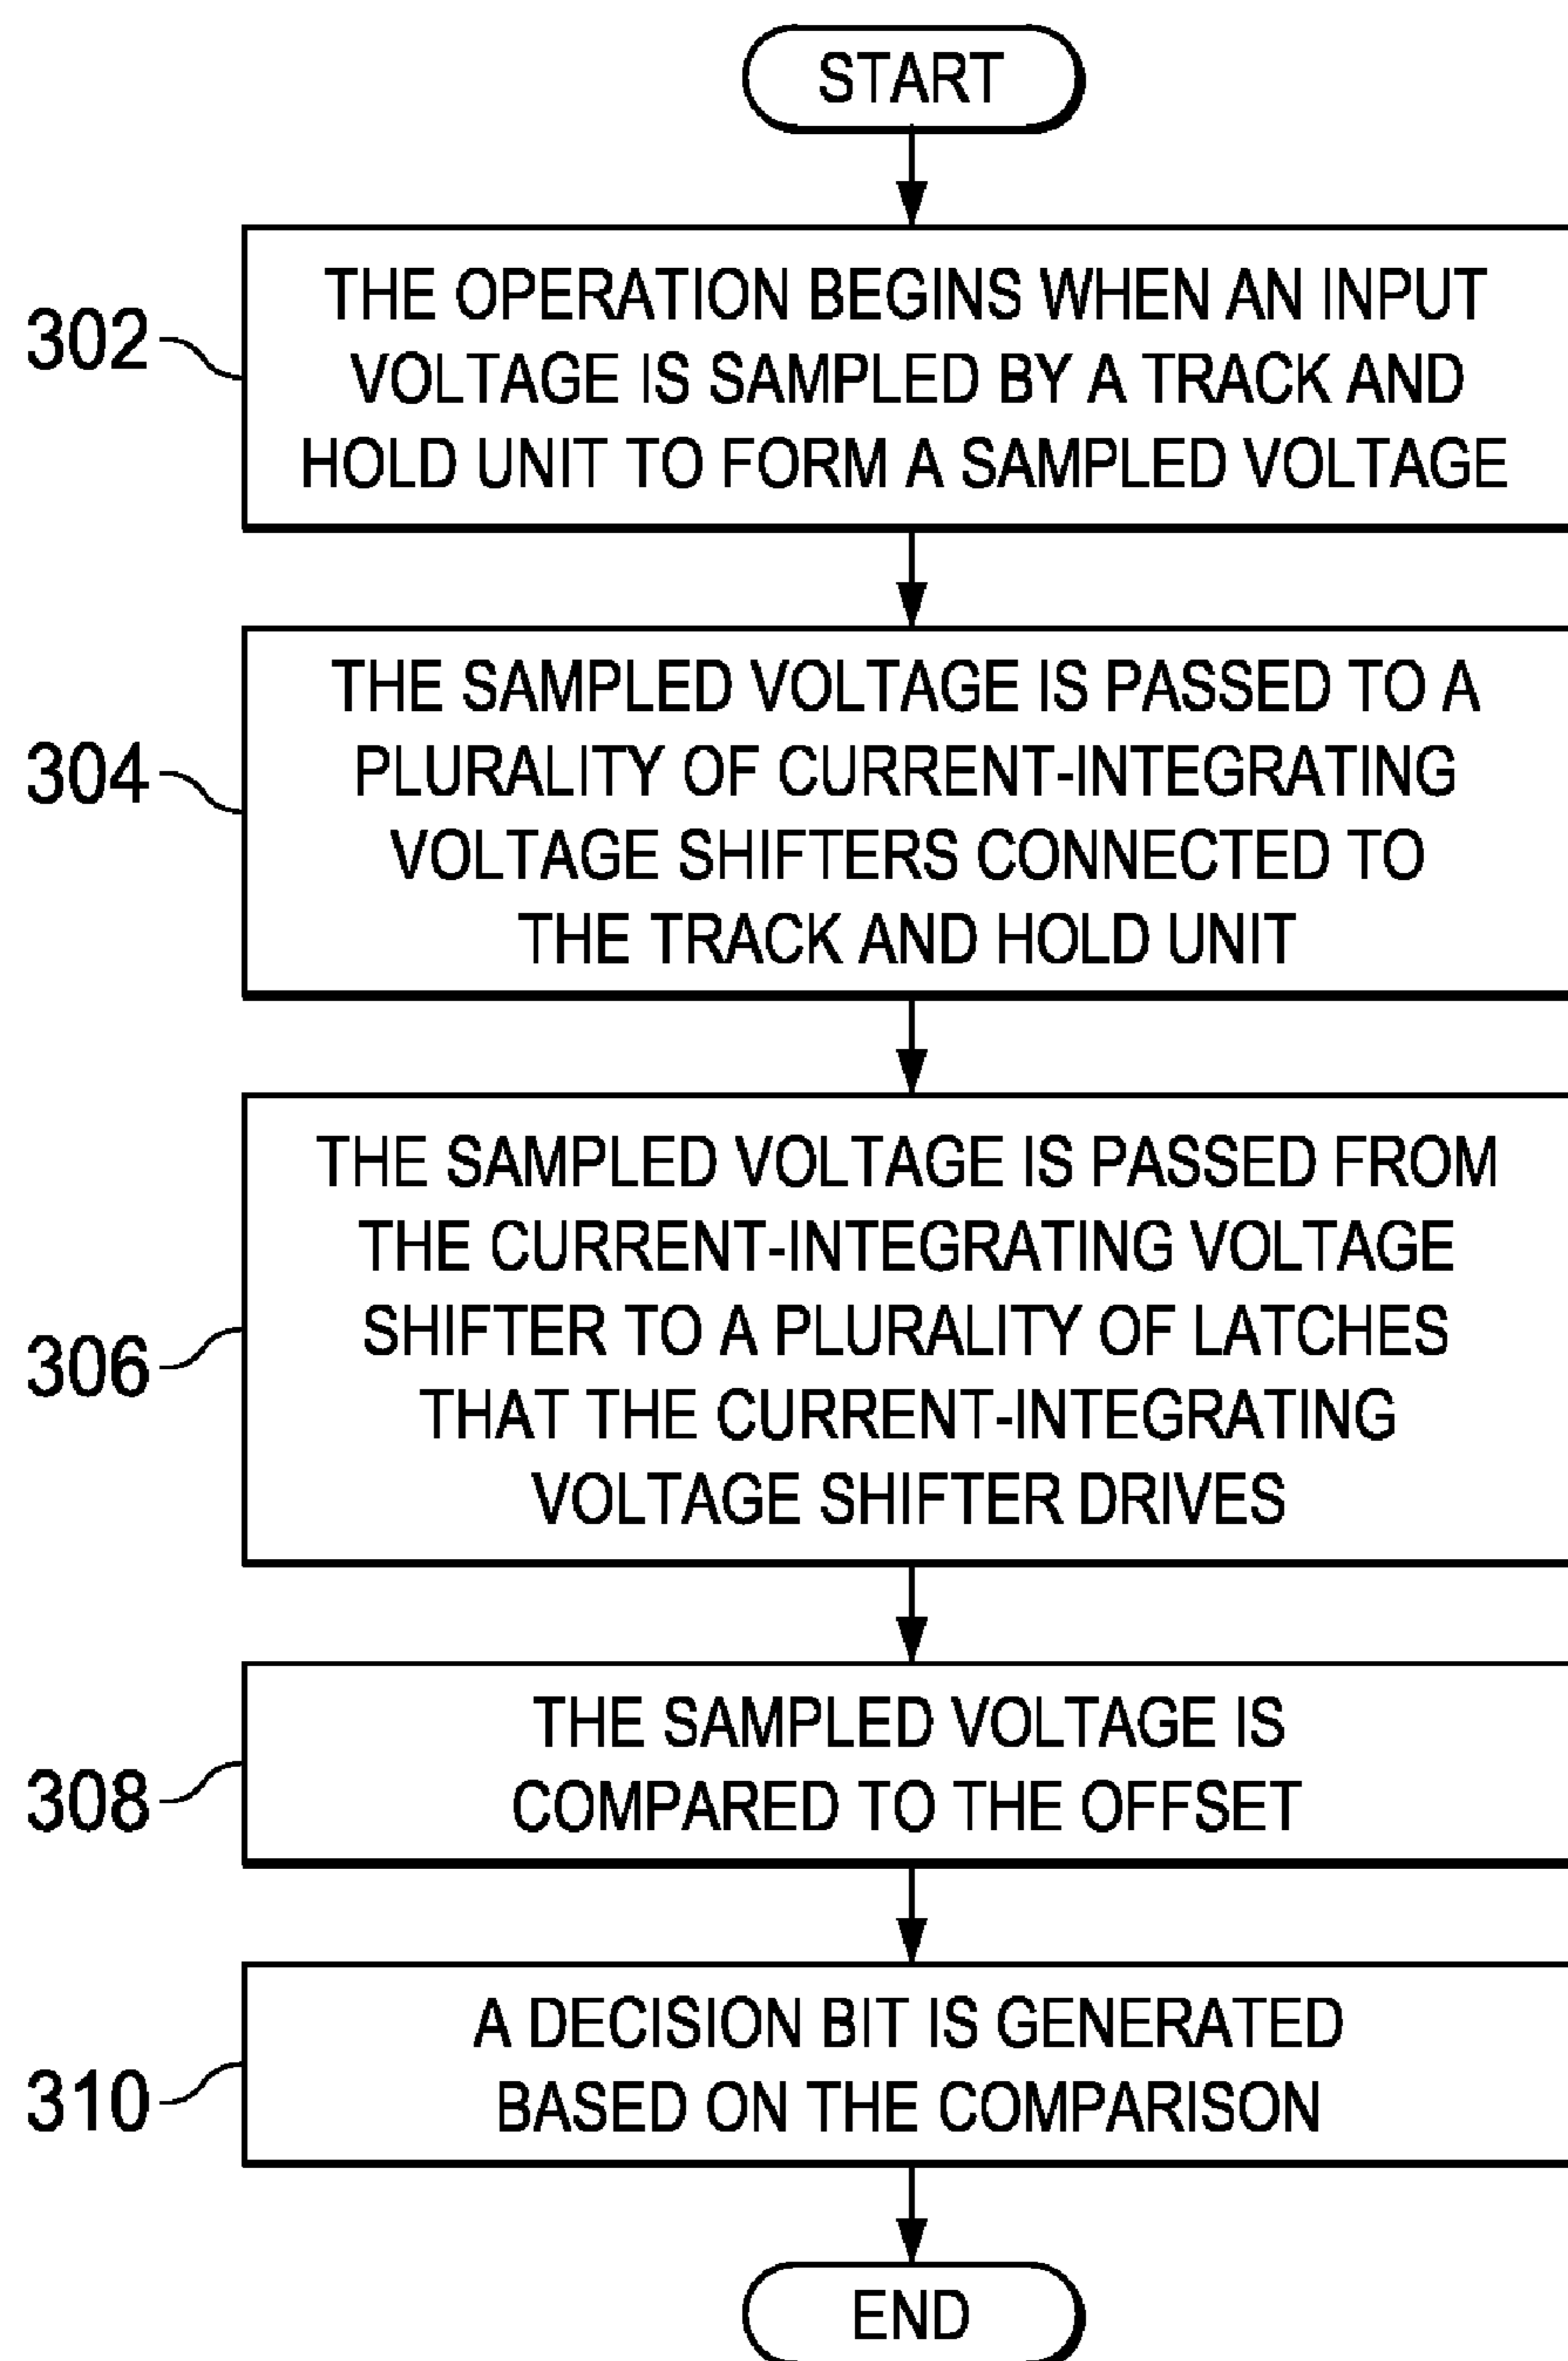 START
302
THE OPERATION BEGINS WHEN AN INPUT
VOLTAGE IS SAMPLED BY A TRACK AND
HOLD UNIT TO FORM A SAMPLED VOLTAGE
304
THE SAMPLED VOLTAGE IS PASSED TO A
PLURALITY OF CURRENT-INTEGRATING
VOLTAGE SHIFTERS CONNECTED TO
THE TRACK AND HOLD UNIT
306
THE SAMPLED VOLTAGE IS PASSED FROM
THE CURRENT-INTEGRATING VOLTAGE
SHIFTER TO A PLURALITY OF LATCHES
THAT THE CURRENT-INTEGRATING
VOLTAGE SHIFTER DRIVES
308
THE SAMPLED VOLTAGE IS
COMPARED TO THE OFFSET
310
A DECISION BIT IS GENERATED
BASED ON THE COMPARISON
END